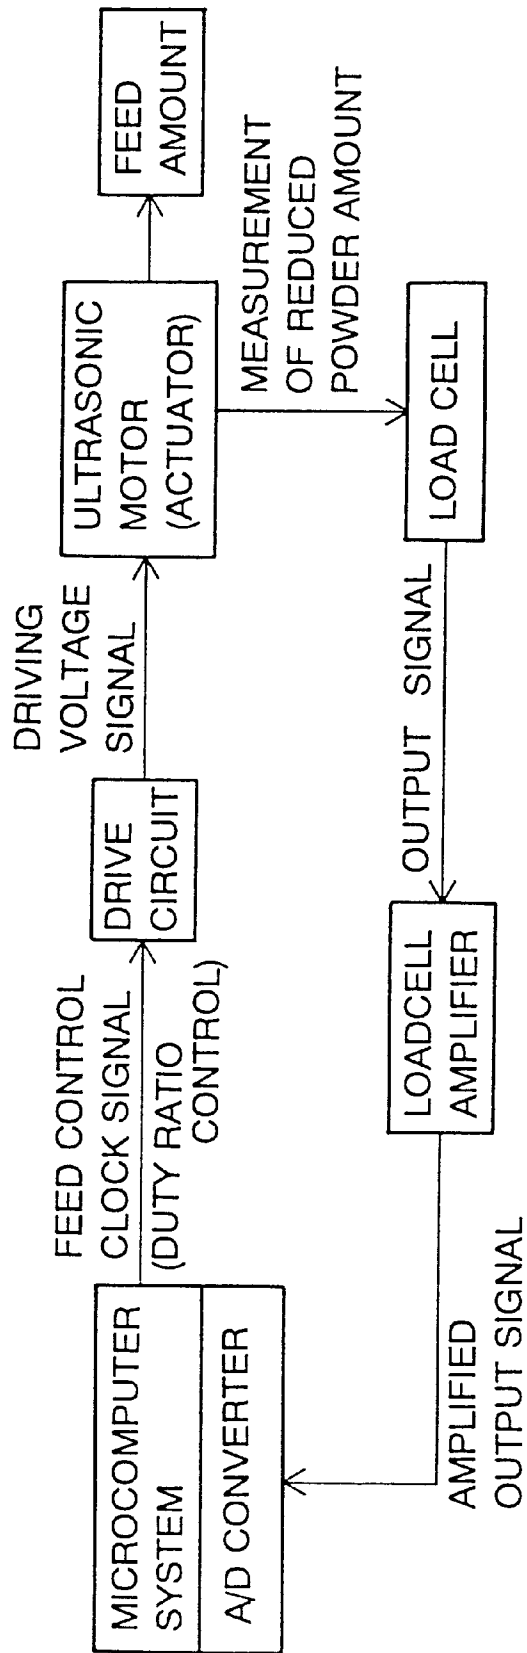 MICROCOMPUTER
SYSTEM
A/D CONVERTER
FEED CONTROL
CLOCK SIGNAL
(DUTY RATIO
CONTROL)
DRIVE
CIRCUIT
DRIVING
VOLTAGE
SIGNAL
ULTRASONIC
MOTOR
(ACTUATOR)
FEED
AMOUNT
MEASUREMENT
OF REDUCED
POWDER AMOUNT
LOAD CELL
OUTPUT SIGNAL
LOADCELL
AMPLIFIER
AMPLIFIED
OUTPUT SIGNAL